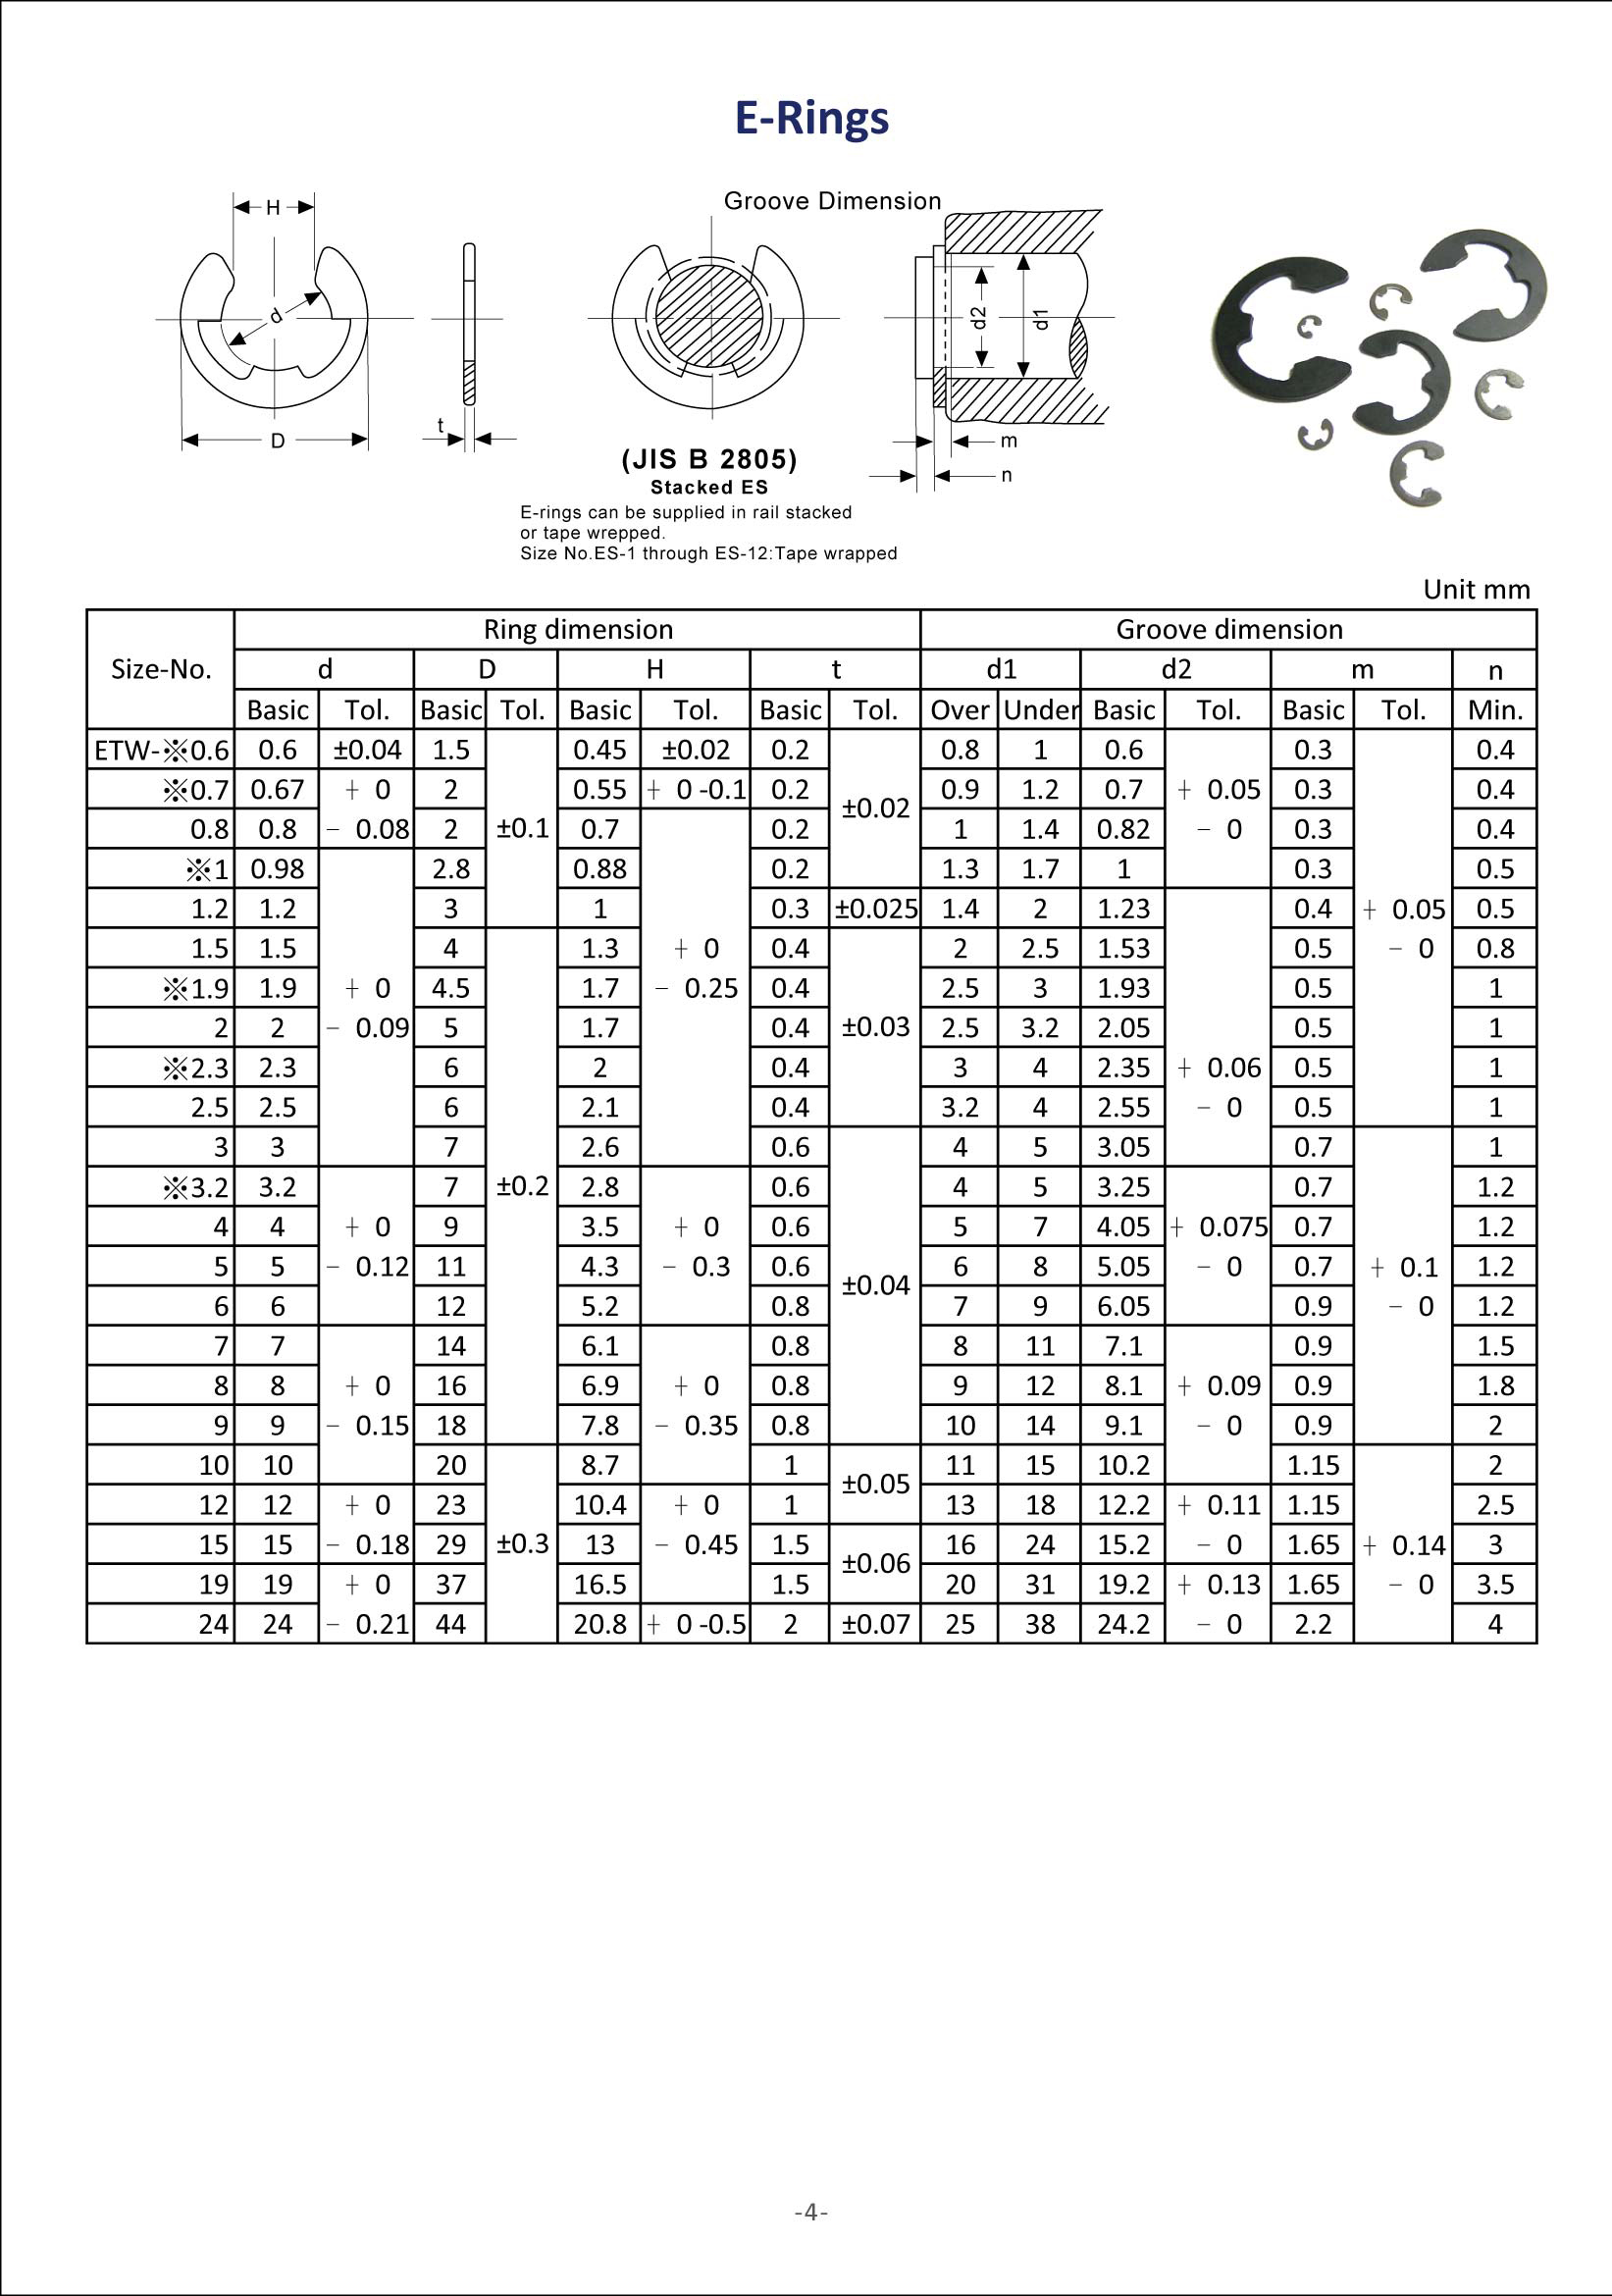 E-Rings
Groove Dimension
H
d
D
t
d2
d1
m
n
(JIS B 2805)
Stacked ES
E-rings can be supplied in rail stacked
or tape wrepped.
Size No.ES-1 through ES-12:Tape wrapped
Unit mm
Size-No. Ring dimension Groove dimension
d D H t d1 d2 m n
Basic Tol. Basic Tol. Basic Tol. Basic Tol. Over Under Basic Tol. Basic Tol. Min.
ETW-※0.6 0.6 ±0.04 1.5 0.45 ±0.02 0.2 0.8 1 0.6 0.3 0.4
※0.7 0.67 + 0 2 0.55 + 0 -0.1 0.2 ±0.02 0.9 1.2 0.7 + 0.05 0.3 0.4
0.8 0.8 − 0.08 2 ±0.1 0.7 0.2 1 1.4 0.82 − 0 0.3 0.4
※1 0.98 2.8 0.88 0.2 1.3 1.7 1 0.3 0.5
1.2 1.2 3 1 0.3 ±0.025 1.4 2 1.23 0.4 + 0.05 0.5
1.5 1.5 4 1.3 + 0 0.4 2 2.5 1.53 0.5 − 0 0.8
※1.9 1.9 + 0 4.5 1.7 − 0.25 0.4 2.5 3 1.93 0.5 1
2 2 − 0.09 5 1.7 0.4 ±0.03 2.5 3.2 2.05 0.5 1
※2.3 2.3 6 2 0.4 3 4 2.35 + 0.06 0.5 1
2.5 2.5 6 2.1 0.4 3.2 4 2.55 − 0 0.5 1
3 3 7 2.6 0.6 4 5 3.05 0.7 1
※3.2 3.2 7 ±0.2 2.8 0.6 4 5 3.25 0.7 1.2
4 4 + 0 9 3.5 + 0 0.6 5 7 4.05 + 0.075 0.7 1.2
5 5 − 0.12 11 4.3 − 0.3 0.6 ±0.04 6 8 5.05 − 0 0.7 + 0.1 1.2
6 6 12 5.2 0.8 7 9 6.05 0.9 − 0 1.2
7 7 14 6.1 0.8 8 11 7.1 0.9 1.5
8 8 + 0 16 6.9 + 0 0.8 9 12 8.1 + 0.09 0.9 1.8
9 9 − 0.15 18 7.8 − 0.35 0.8 10 14 9.1 − 0 0.9 2
10 10 20 8.7 1 ±0.05 11 15 10.2 1.15 2
12 12 + 0 23 10.4 + 0 1 13 18 12.2 + 0.11 1.15 2.5
15 15 − 0.18 29 ±0.3 13 − 0.45 1.5 ±0.06 16 24 15.2 − 0 1.65 + 0.14 3
19 19 + 0 37 16.5 1.5 20 31 19.2 + 0.13 1.65 − 0 3.5
24 24 − 0.21 44 20.8 + 0 -0.5 2 ±0.07 25 38 24.2 − 0 2.2 4
-4-